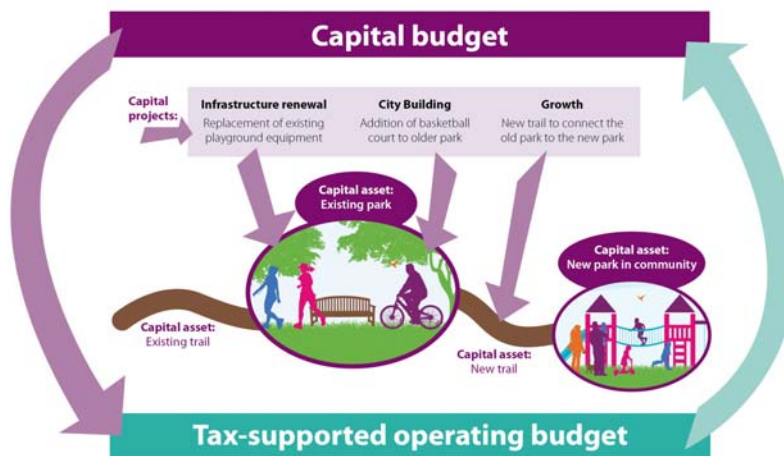 Capital budget
Capital
projects:
Infrastructure renewal
Replacement of existing
playground equipment
City Building
Addition of basketball
court to older park
Growth
New trail to connect the
old park to the new park
Capital asset:
Existing park
Capital asset:
New park in community
Capital asset:
Existing trail
Capital asset:
New trail
Tax-supported operating budget